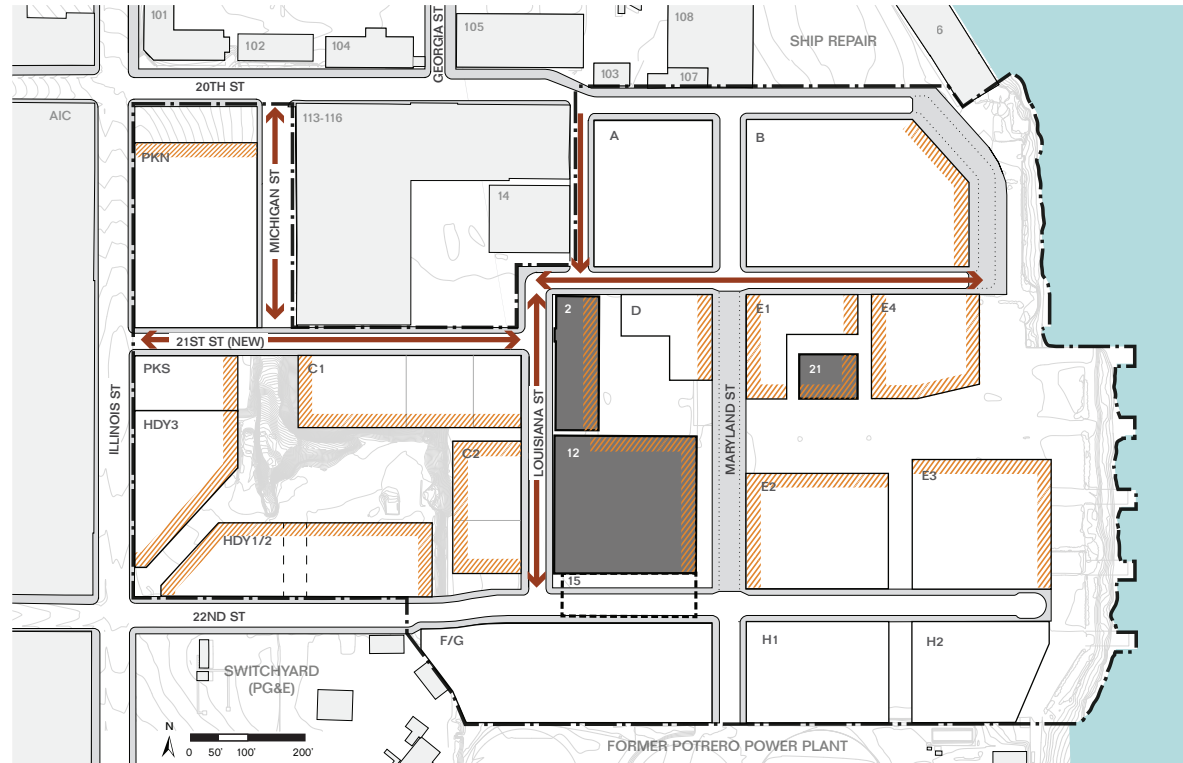 101
102
104
GEORGIA ST
105
108
103
107
SHIP REPAIR
6
20TH ST
AIC
PKN
MICHIGAN ST
113-116
14
A
B
ILLINOIS ST
21ST ST (NEW)
2
D
E1
E4
21
PKS
C1
HDY3
LOUISIANA ST
MARYLAND ST
C2
12
E2
E3
HDY1/2
15
22ND ST
F/G
H1
H2
SWITCHYARD
(PG&E)
N
0 50' 100' 200'
FORMER POTRERO POWER PLANT